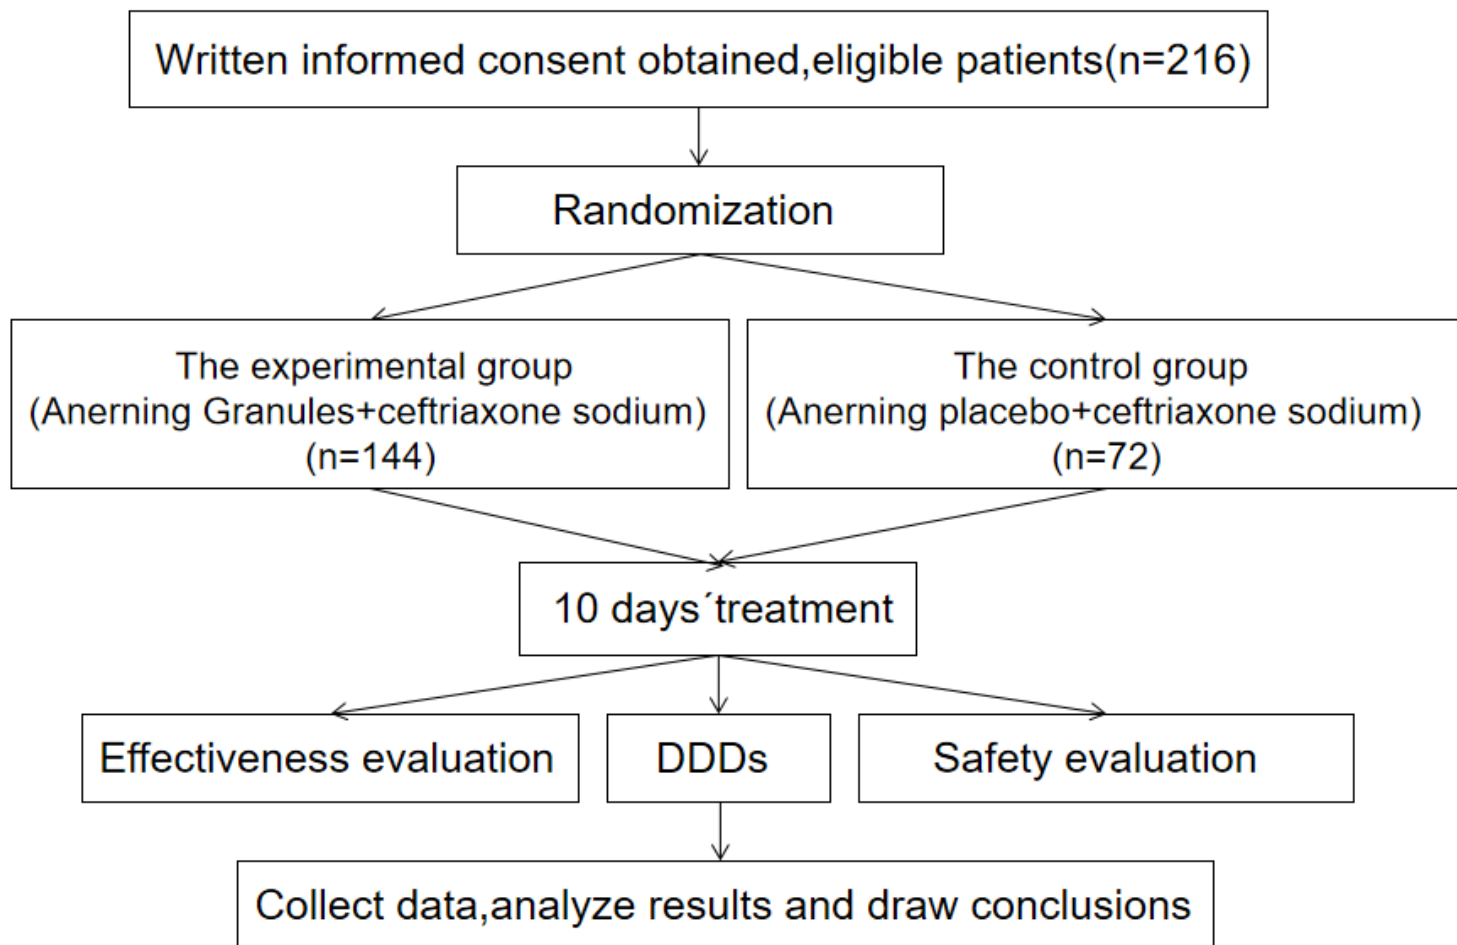 Written informed consent obtained,eligible patients(n=216)
Randomization
The experimental group
(Anerning Granules+ceftriaxone sodium)
(n=144)
The control group
(Anerning placebo+ceftriaxone sodium)
(n=72)
10 days´treatment
Effectiveness evaluation
DDDs
Safety evaluation
Collect data,analyze results and draw conclusions